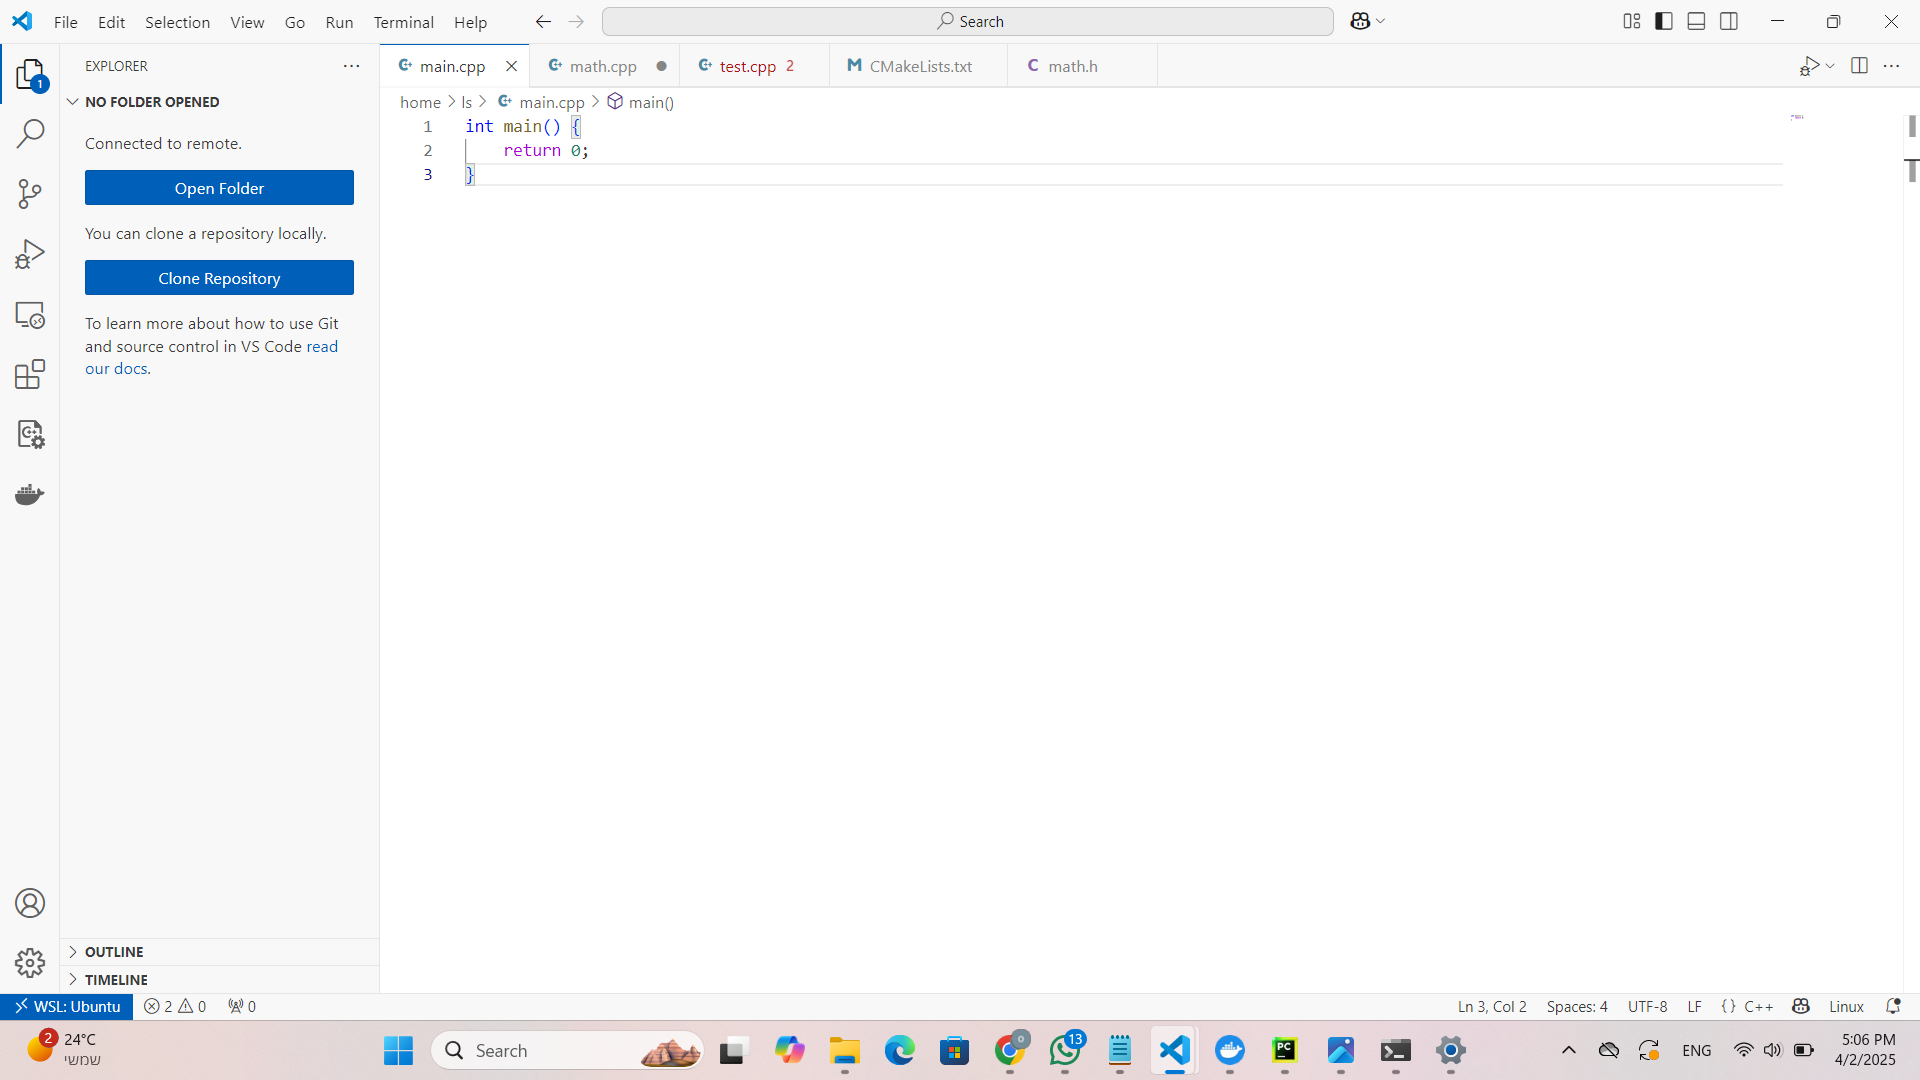 File Edit Selection View Go Run Terminal Help
Search
EXPLORER
1
NO FOLDER OPENED
Connected to remote.
Open Folder
You can clone a repository locally.
Clone Repository
To learn more about how to use Git
and source control in VS Code read
our docs.
OUTLINE
TIMELINE
main.cpp
math.cpp
test.cpp 2
CMakeLists.txt
math.h
home > ls > main.cpp > main()
1 int main() {
2 return 0;
3 }
WSL: Ubuntu
2 0
0
Ln 3, Col 2
Spaces: 4
UTF-8
LF
{} C++
Linux
2
24°C
שמשי
Search
13
PC
ENG
5:06 PM
4/2/2025